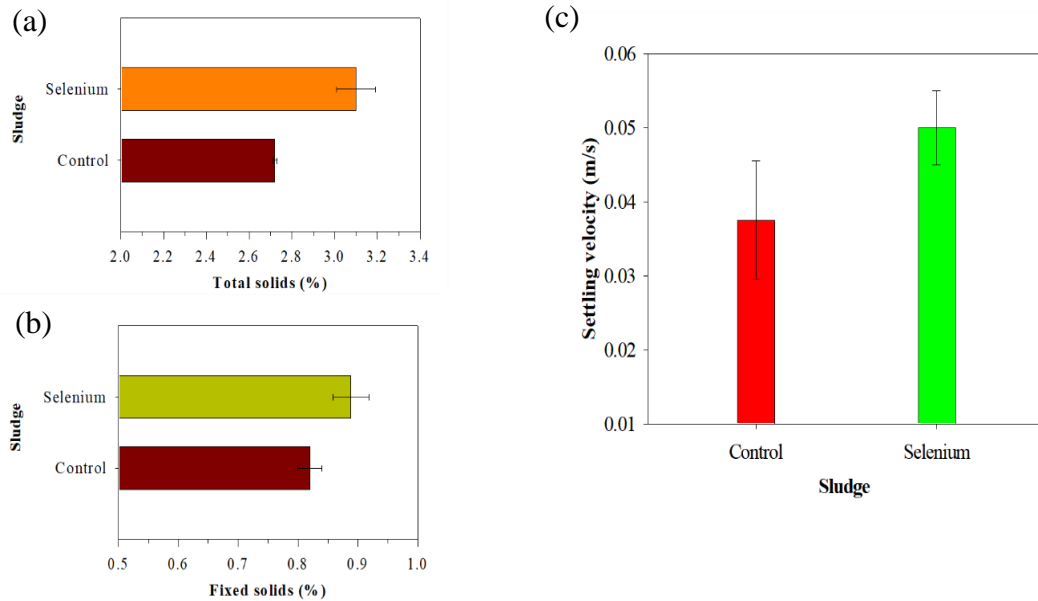 (a)
Sludge
Selenium
Control
2.0 2.2 2.4 2.6 2.8 3.0 3.2 3.4
Total solids (%)
(b)
Sludge
Selenium
Control
0.5 0.6 0.7 0.8 0.9 1.0
Fixed solids (%)
(c)
Settling velocity (m/s)
0.06
0.05
0.04
0.03
0.02
0.01
Control Selenium
Sludge